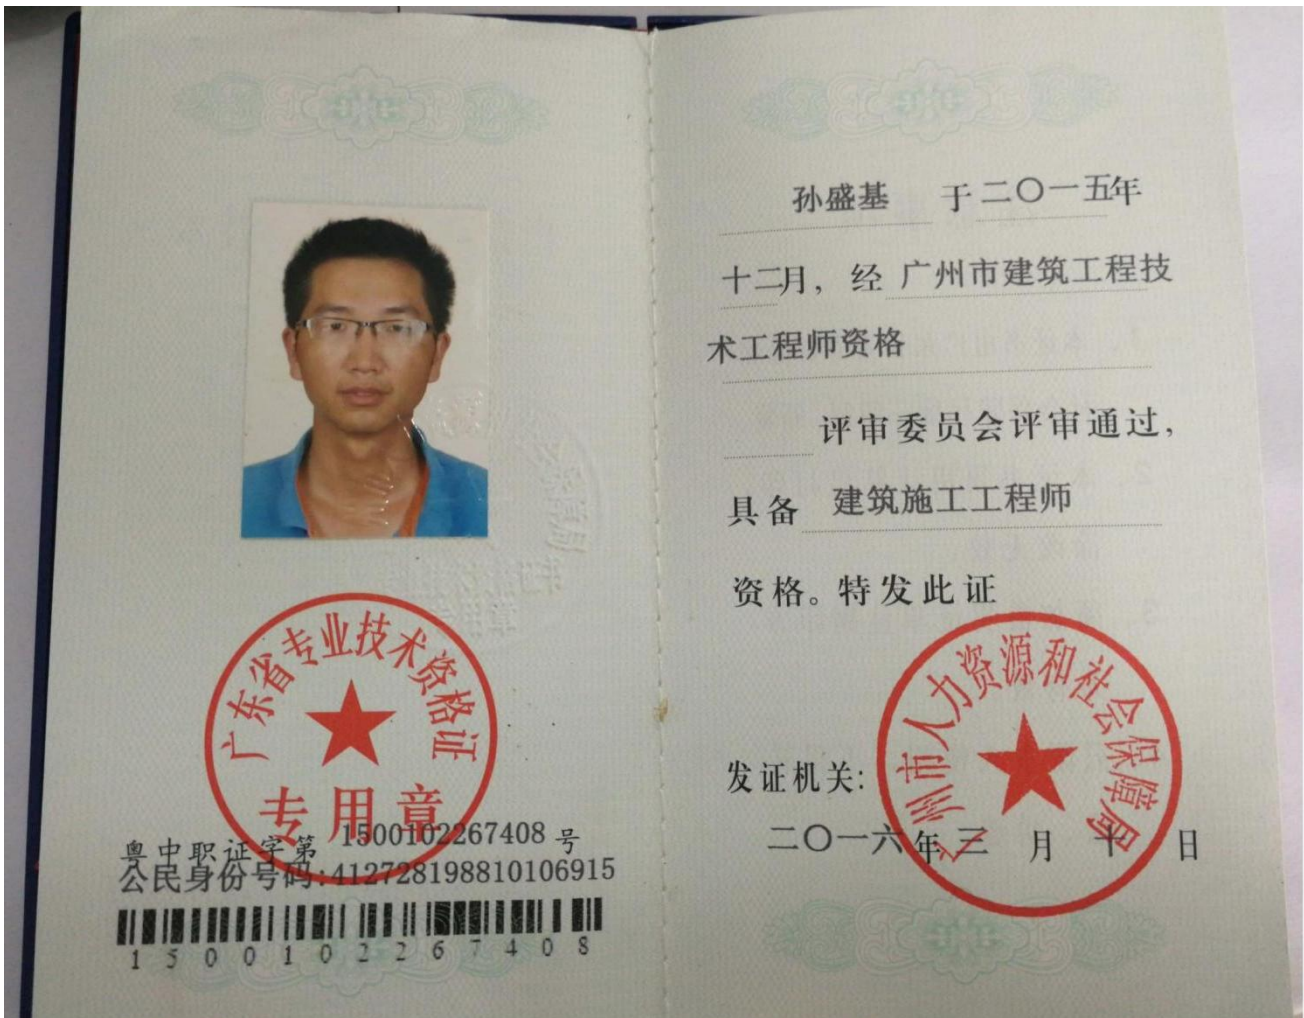 广东省专业技术资格证
专用章
粤中职证字第 1500102267408 号
公民身份号码:412728198810106915
1500102267408
孙盛基 于二〇一五年
十二月，经 广州市建筑工程技
术工程师资格
评审委员会评审通过，
具备 建筑施工工程师
资格。特发此证
广州市人力资源和社会保障局
发证机关:
二〇一六年 三 月 十 日